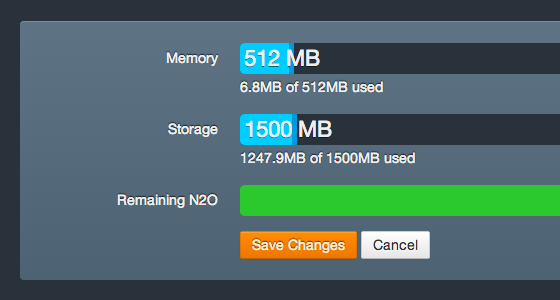 Memory
512 MB
6.8MB of 512MB used
Storage
1500 MB
1247.9MB of 1500MB used
Remaining N2O
Save Changes
Cancel